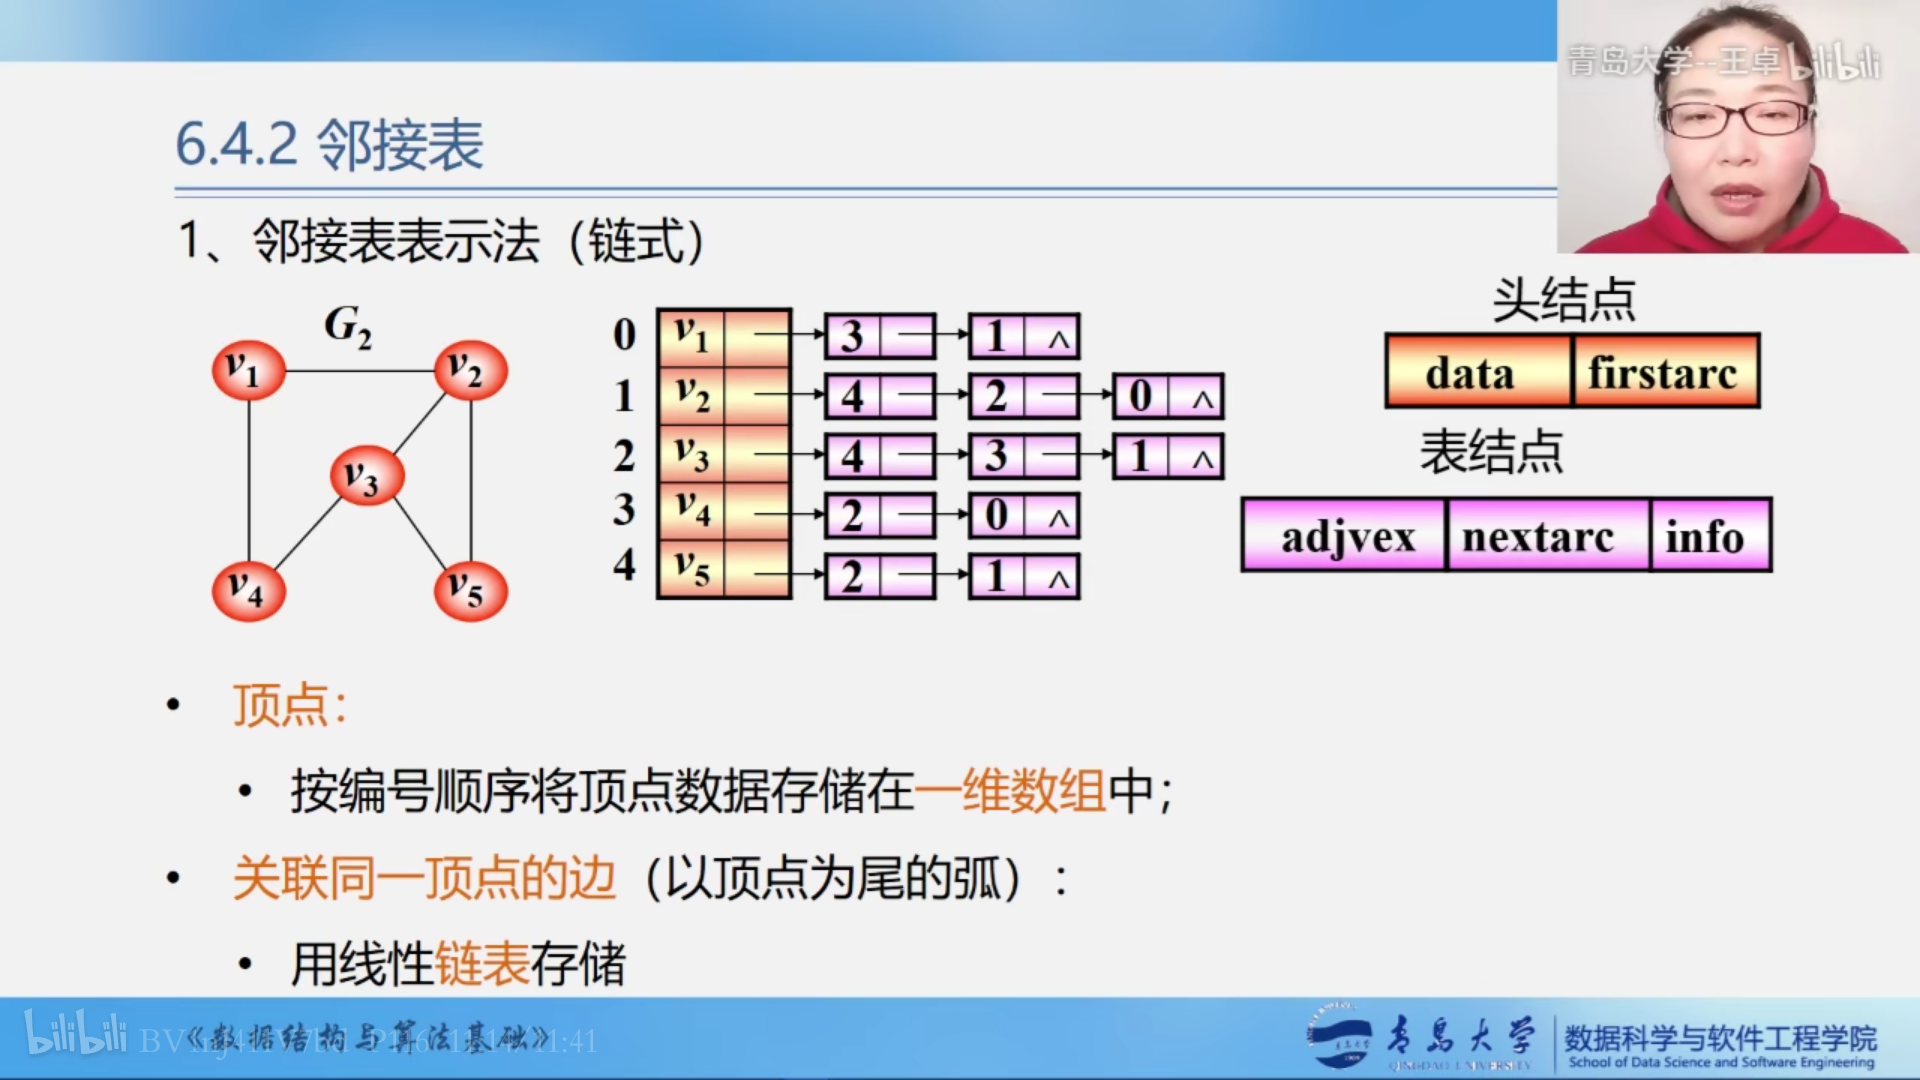 青岛大学--王卓 bilibili
6.4.2 邻接表
1、邻接表表示法（链式）
G2
v1
v2
v3
v4
v5
0 v1 3 1 ∧
1 v2 4 2 0 ∧
2 v3 4 3 1 ∧
3 v4 2 0 ∧
4 v5 2 1 ∧
头结点
data firstarc
表结点
adjvex nextarc info
• 顶点：
• 按编号顺序将顶点数据存储在一维数组中；
• 关联同一顶点的边（以顶点为尾的弧）：
• 用线性链表存储
bilibili
《数据结构与算法基础》
青岛大学
QINGDAO UNIVERSITY
数据科学与软件工程学院
School of Data Science and Software Engineering